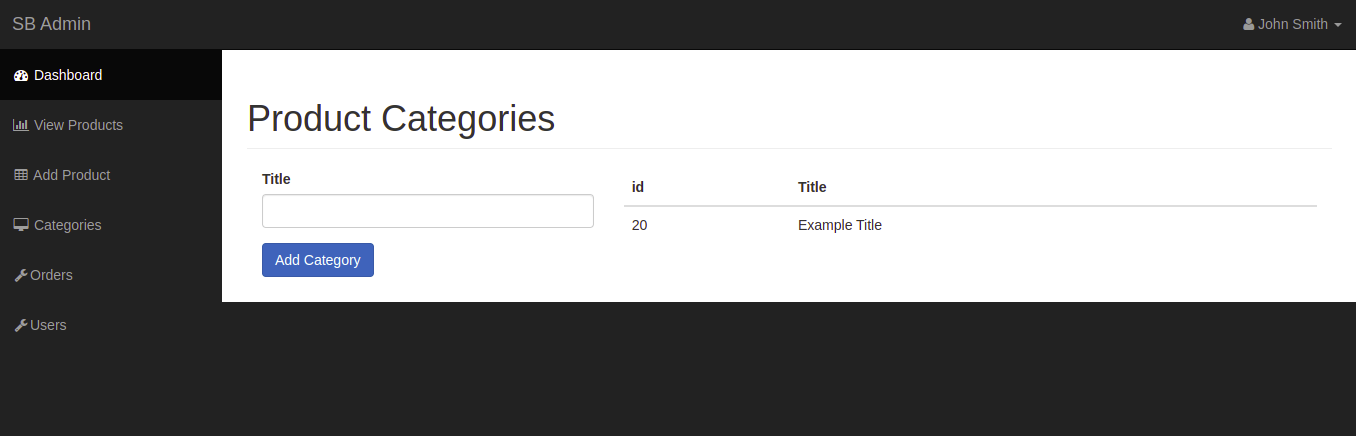 SB Admin
John Smith
Dashboard
View Products
Add Product
Categories
Orders
Users
Product Categories
Title
Add Category
id Title
20 Example Title